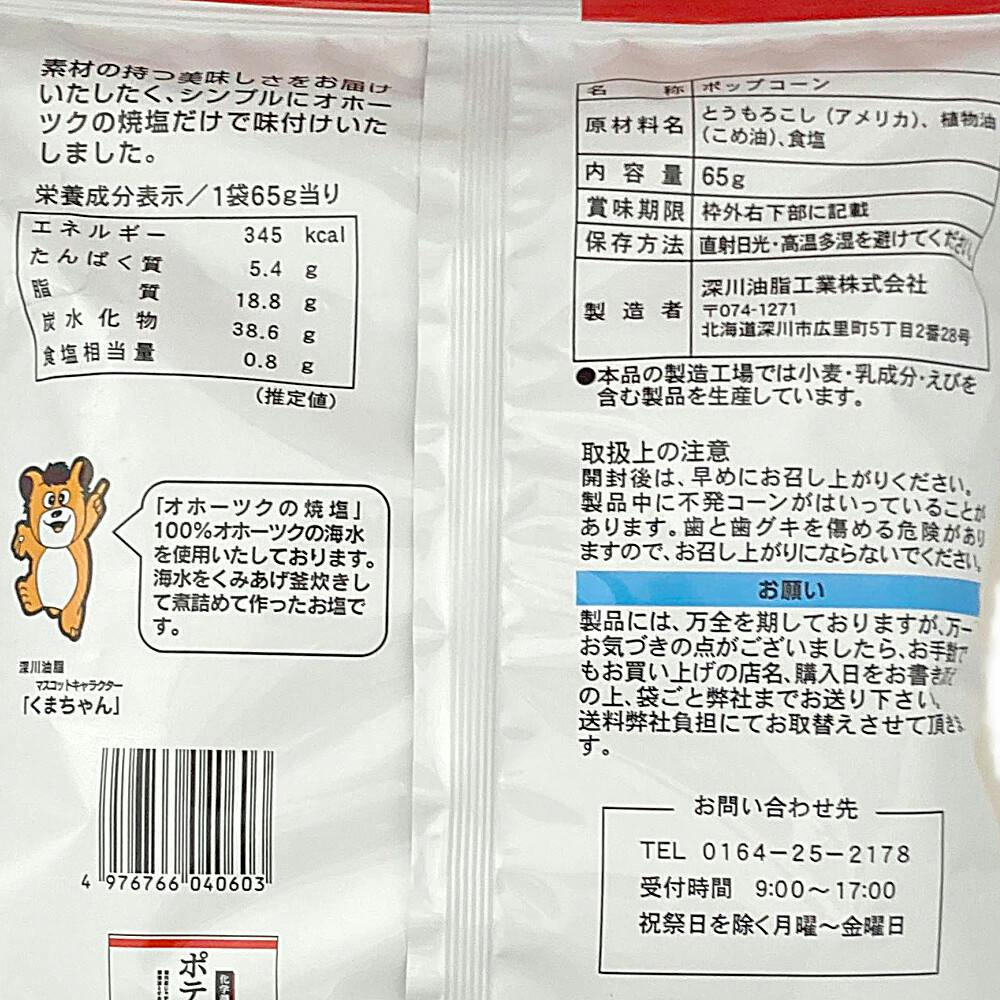 素材の持つ美味しさをお届け
いたしたく、シンプルにオホー
ツクの焼塩だけで味付けいた
しました。
栄養成分表示／1袋65g当り
エネルギー 345 kcal
たんぱく質 5.4 g
脂質 18.8 g
炭水化物 38.6 g
食塩相当量 0.8 g
（推定値）
「オホーツクの焼塩」
100%オホーツクの海水
を使用いたしております。
海水をくみあげ釜炊きし
て煮詰めて作ったお塩で
す。
深川油脂
マスコットキャラクター
「くまちゃん」
4 976766 040603
ポテ
名称 ポップコーン
原材料名 とうもろこし（アメリカ）、植物油
（こめ油）、食塩
内容量 65g
賞味期限 枠外右下部に記載
保存方法 直射日光・高温多湿を避けてください。
製造者 深川油脂工業株式会社
〒074-1271
北海道深川市広里町5丁目2番28号
●本品の製造工場では小麦・乳成分・えびを
含む製品を生産しています。
取扱上の注意
開封後は、早めにお召し上がりください。
製品中に不発コーンがはいっていることが
あります。歯と歯グキを傷める危険があり
ますので、お召し上がりにならないでください。
お願い
製品には、万全を期しておりますが、万一
お気づきの点がございましたら、お手数で
もお買い上げの店名、購入日をお書き
の上、袋ごと弊社までお送り下さい。
送料弊社負担にてお取替えさせて頂きま
す。
お問い合わせ先
TEL 0164－25－2178
受付時間 9:00～17:00
祝祭日を除く月曜～金曜日